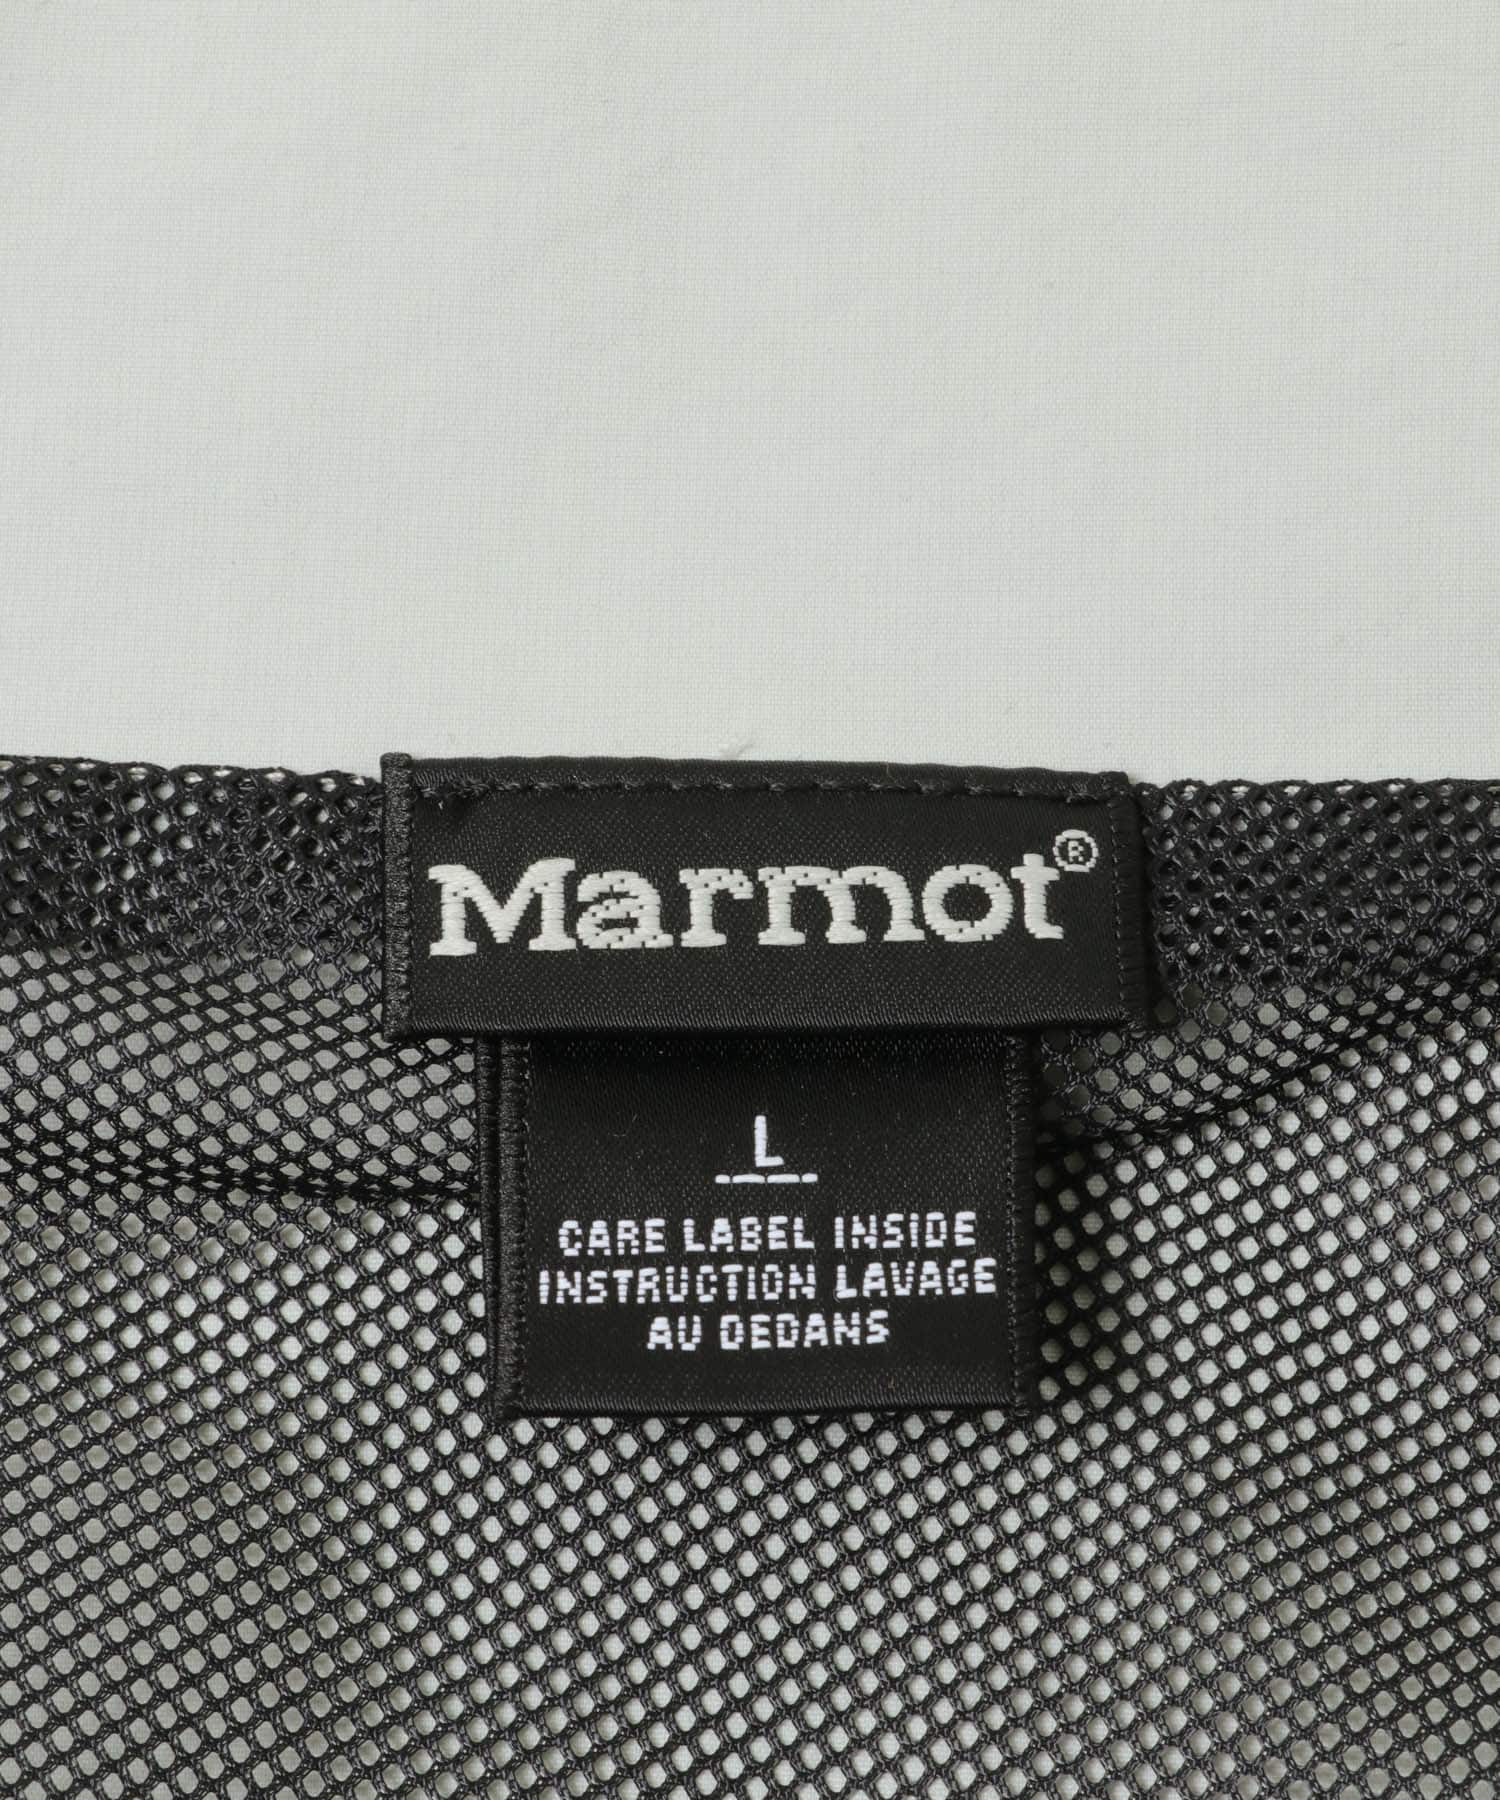 Marmot®
L
CARE LABEL INSIDE
INSTRUCTION LAVAGE
AU DEDANS